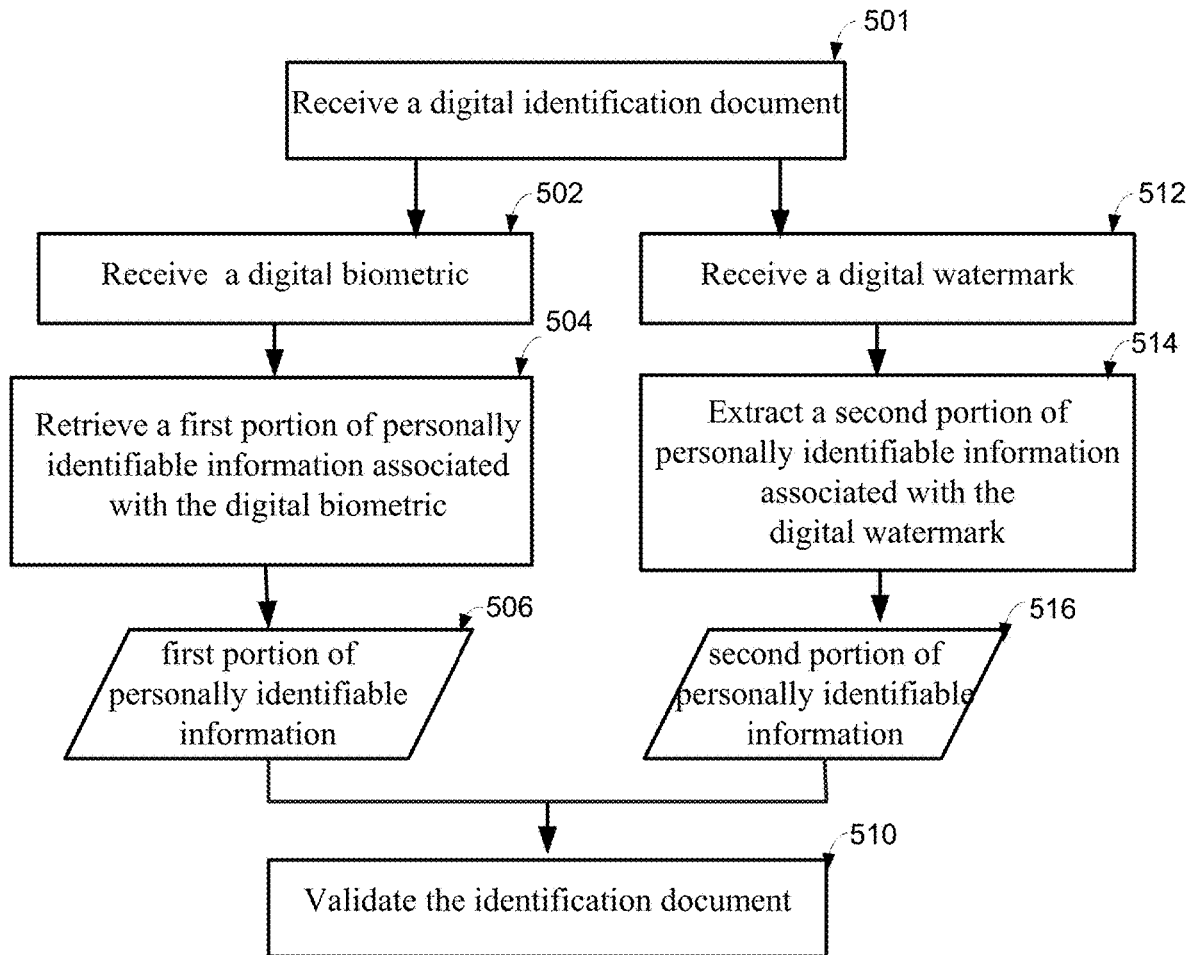 501
Receive a digital identification document
502
Receive a digital biometric
512
Receive a digital watermark
504
Retrieve a first portion of personally
identifiable information associated
with the digital biometric
514
Extract a second portion of
personally identifiable information
associated with the
digital watermark
506
first portion of
personally identifiable
information
516
second portion of
personally identifiable
information
510
Validate the identification document